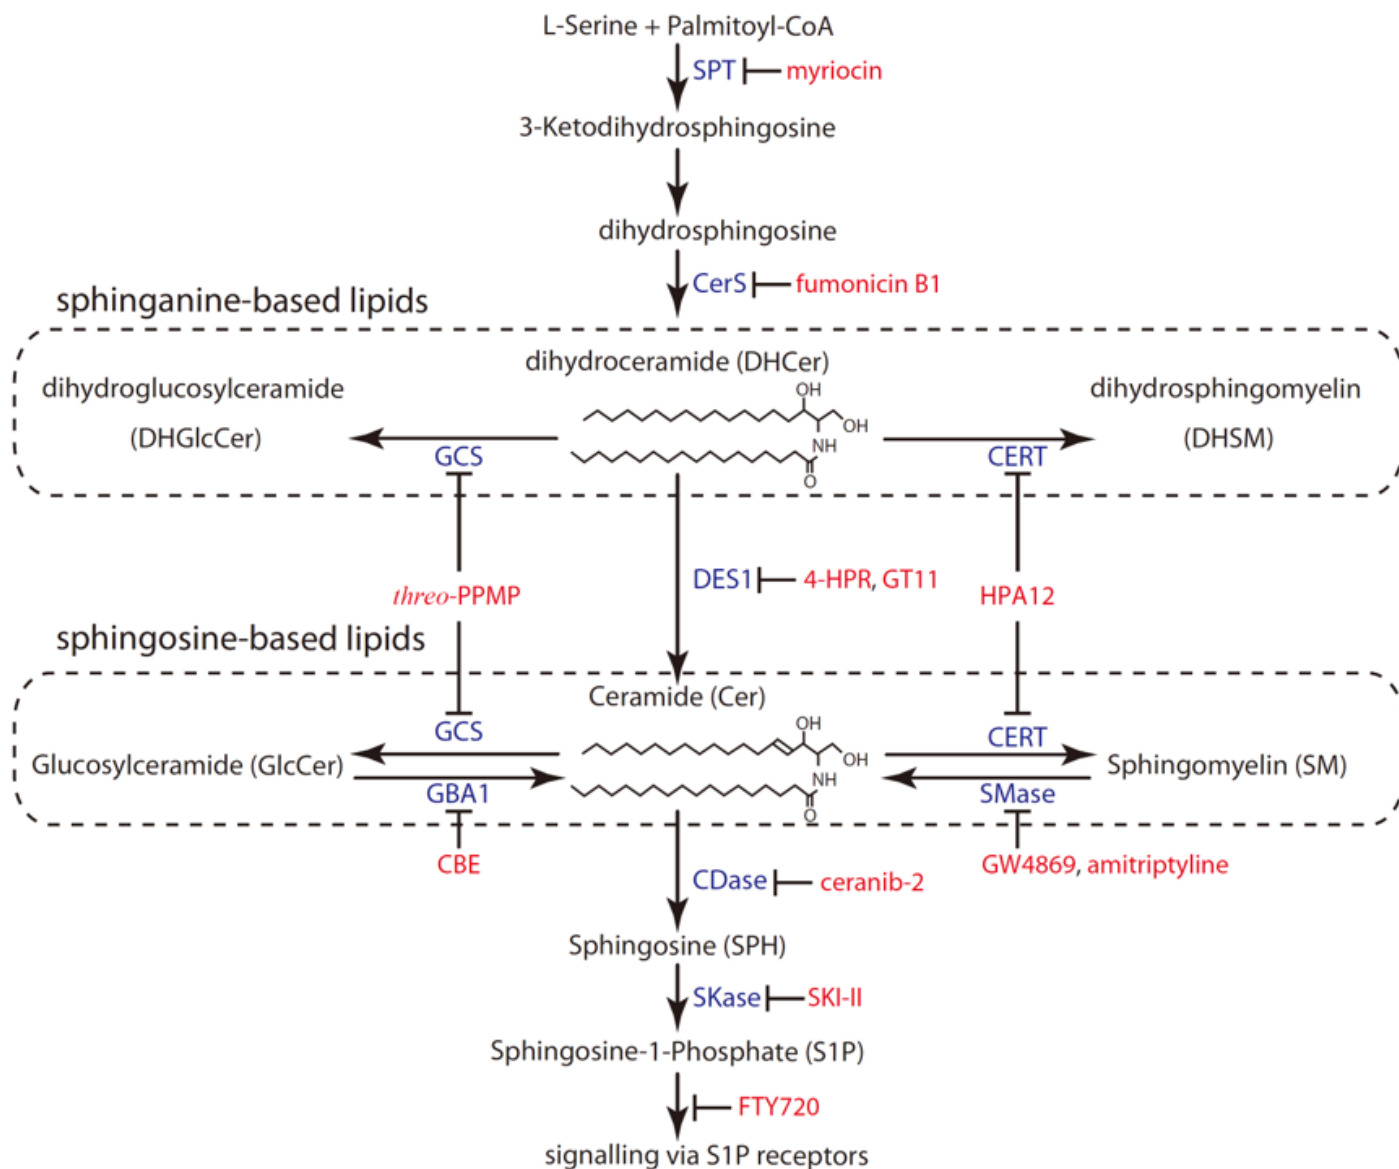 L-Serine + Palmitoyl-CoA
SPT myriocin
3-Ketodihydrosphingosine
dihydrosphingosine
CerS fumonicin B1
sphinganine-based lipids
dihydroceramide (DHCer)
dihydroglucosylceramide
(DHGlcCer)
OH
OH
NH
O
dihydrosphingomyelin
(DHSM)
GCS
CERT
DES1 4-HPR, GT11
threo-PPMP
HPA12
sphingosine-based lipids
Ceramide (Cer)
GCS
OH
OH
NH
O
CERT
Glucosylceramide (GlcCer)
Sphingomyelin (SM)
GBA1
SMase
CBE
GW4869, amitriptyline
CDase ceranib-2
Sphingosine (SPH)
SKase SKI-II
Sphingosine-1-Phosphate (S1P)
FTY720
signalling via S1P receptors